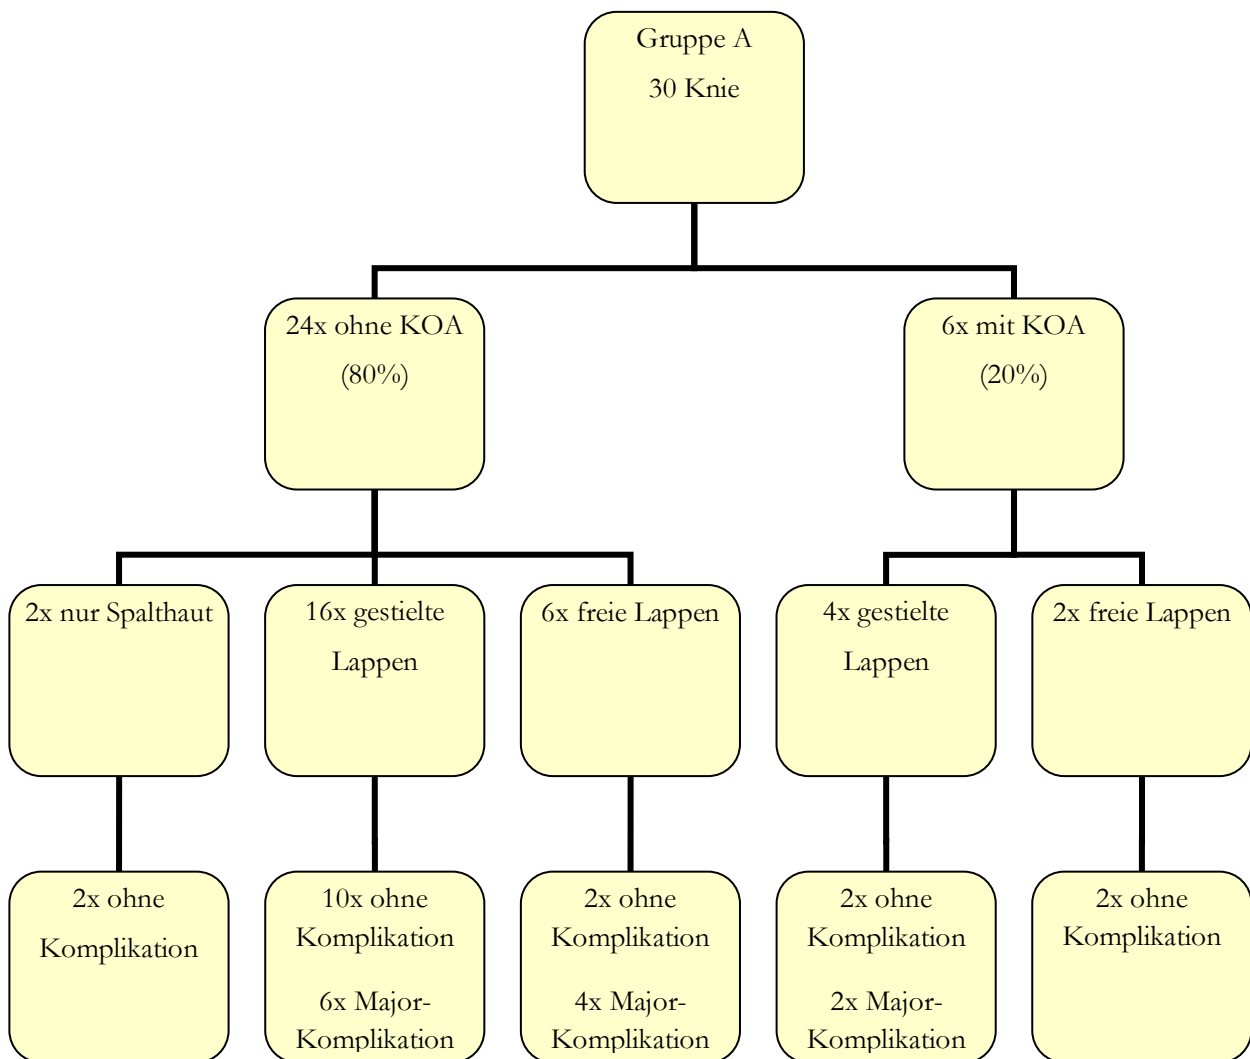 Gruppe A
30 Knie
24x ohne KOA
(80%)
6x mit KOA
(20%)
2x nur Spalthaut
16x gestielte
Lappen
6x freie Lappen
4x gestielte
Lappen
2x freie Lappen
2x ohne
Komplikation
10x ohne
Komplikation
6x Major-
Komplikation
2x ohne
Komplikation
4x Major-
Komplikation
2x ohne
Komplikation
2x Major-
Komplikation
2x ohne
Komplikation